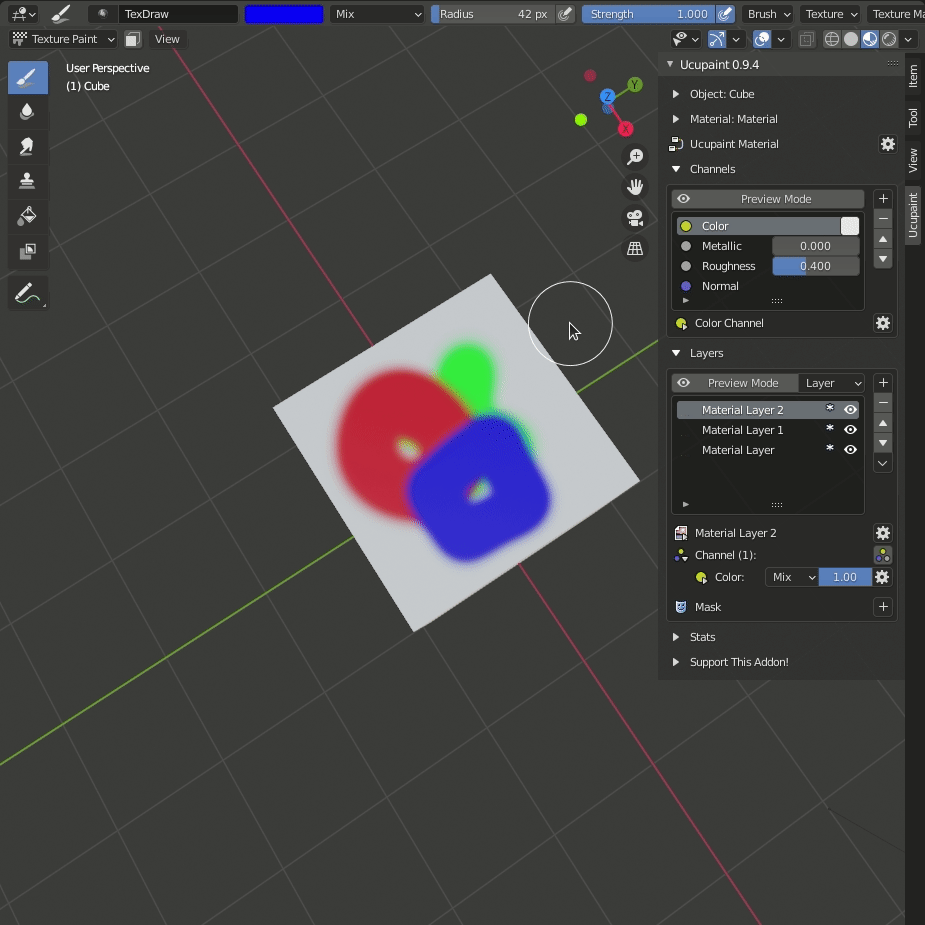 TexDraw Mix Radius 42 px Strength 1.000 Brush Texture Texture Ma
Texture Paint View
User Perspective
(1) Cube
Y
Z
X
Ucupaint 0.9.4
Object: Cube
Material: Material
Ucupaint Material
Channels
Preview Mode
Color
Metallic 0.000
Roughness 0.400
Normal
Color Channel
Layers
Preview Mode Layer
Material Layer 2
Material Layer 1
Material Layer
Material Layer 2
Channel (1):
Color: Mix 1.00
Mask
Stats
Support This Addon!
Item
Tool
View
Ucupaint